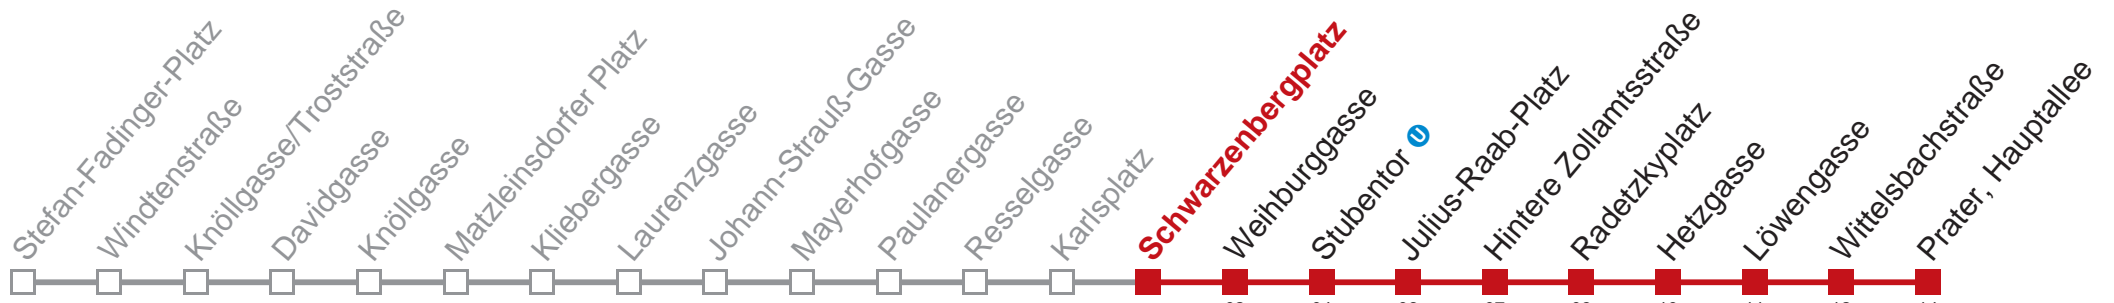 Stefan-Fadinger-Platz
Windtenstraße
Knöllgasse/Troststraße
Davidgasse
Knöllgasse
Matzleinsdorfer Platz
Kliebergasse
Laurenzgasse
Johann-Strauß-Gasse
Mayerhofgasse
Paulanergasse
Resselgasse
Karlsplatz
Schwarzenbergplatz
Weihburggasse
Stubentor U
Julius-Raab-Platz
Hintere Zollamtsstraße
Radetzkyplatz
Hetzgasse
Löwengasse
Wittelsbachstraße
Prater, Hauptallee